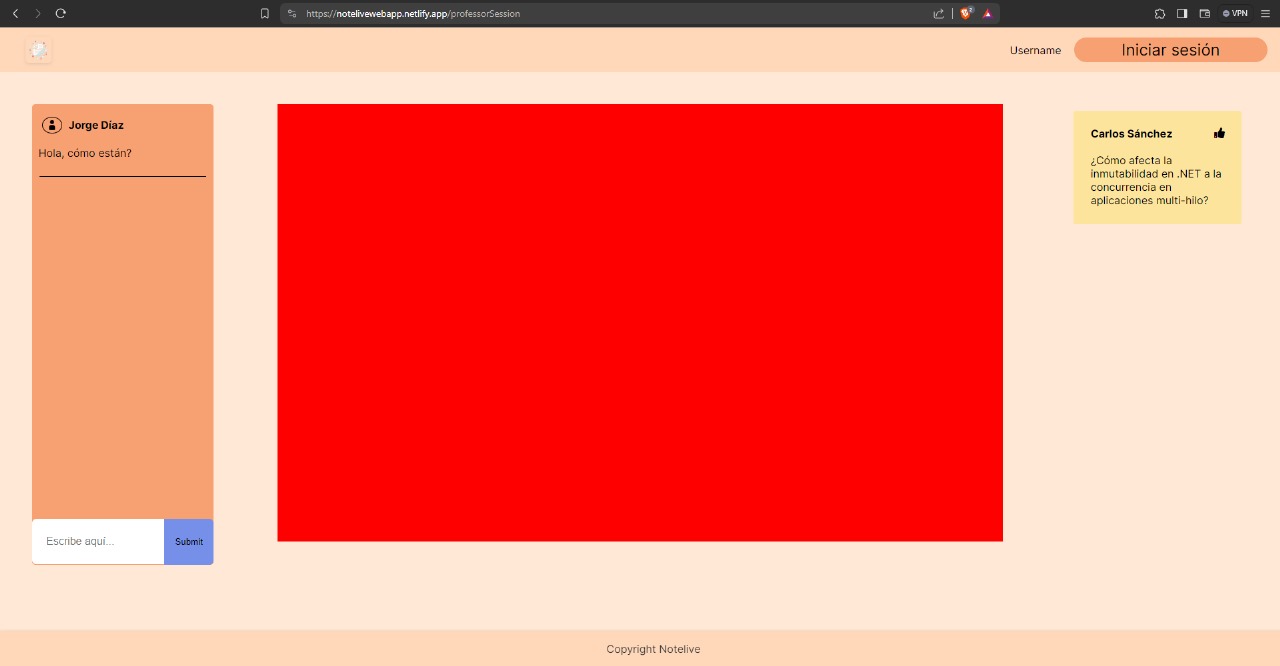 https://notelivewebapp.netlify.app/professorSession
2
VPN
Username
Iniciar sesión
Jorge Díaz
Hola, cómo están?
Carlos Sánchez
¿Cómo afecta la
inmutabilidad en .NET a la
concurrencia en
aplicaciones multi-hilo?
Escribe aquí...
Submit
Copyright Notelive